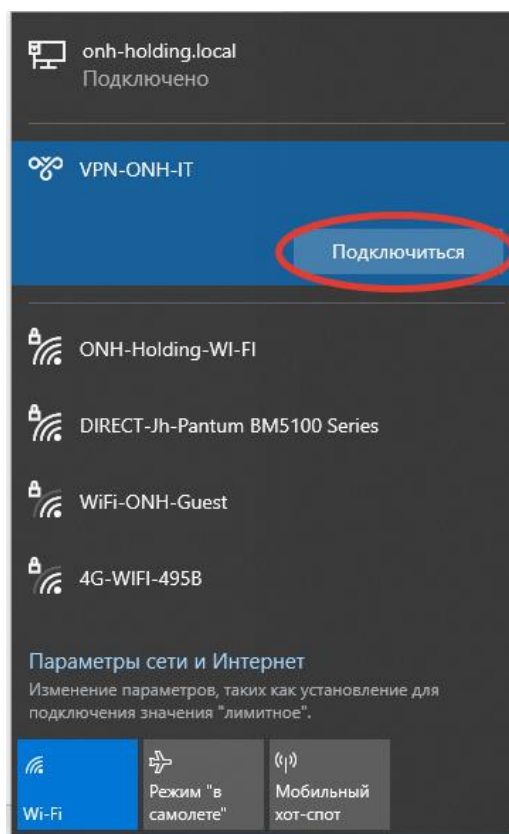 onh-holding.local
Подключено
VPN-ONH-IT
Подключиться
ONH-Holding-WI-FI
DIRECT-Jh-Pantum BM5100 Series
WiFi-ONH-Guest
4G-WIFI-495B
Параметры сети и Интернет
Изменение параметров, таких как установление для
подключения значения "лимитное".
Wi-Fi
Режим "в
самолете"
Мобильный
хот-спот